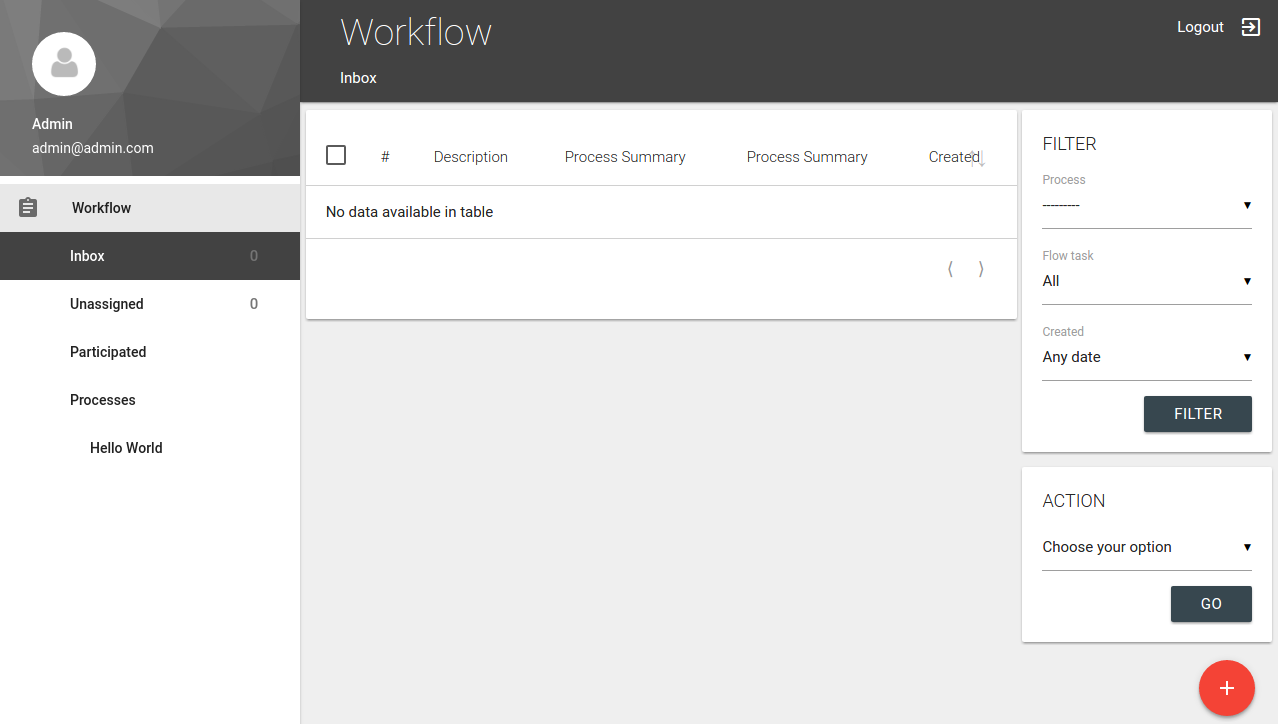 Admin
admin@admin.com
Workflow
Inbox 0
Unassigned 0
Participated
Processes
Hello World
Workflow
Inbox
Logout
# Description Process Summary Process Summary Created
No data available in table
⟨ ⟩
FILTER
Process
---------
Flow task
All
Created
Any date
FILTER
ACTION
Choose your option
GO
+